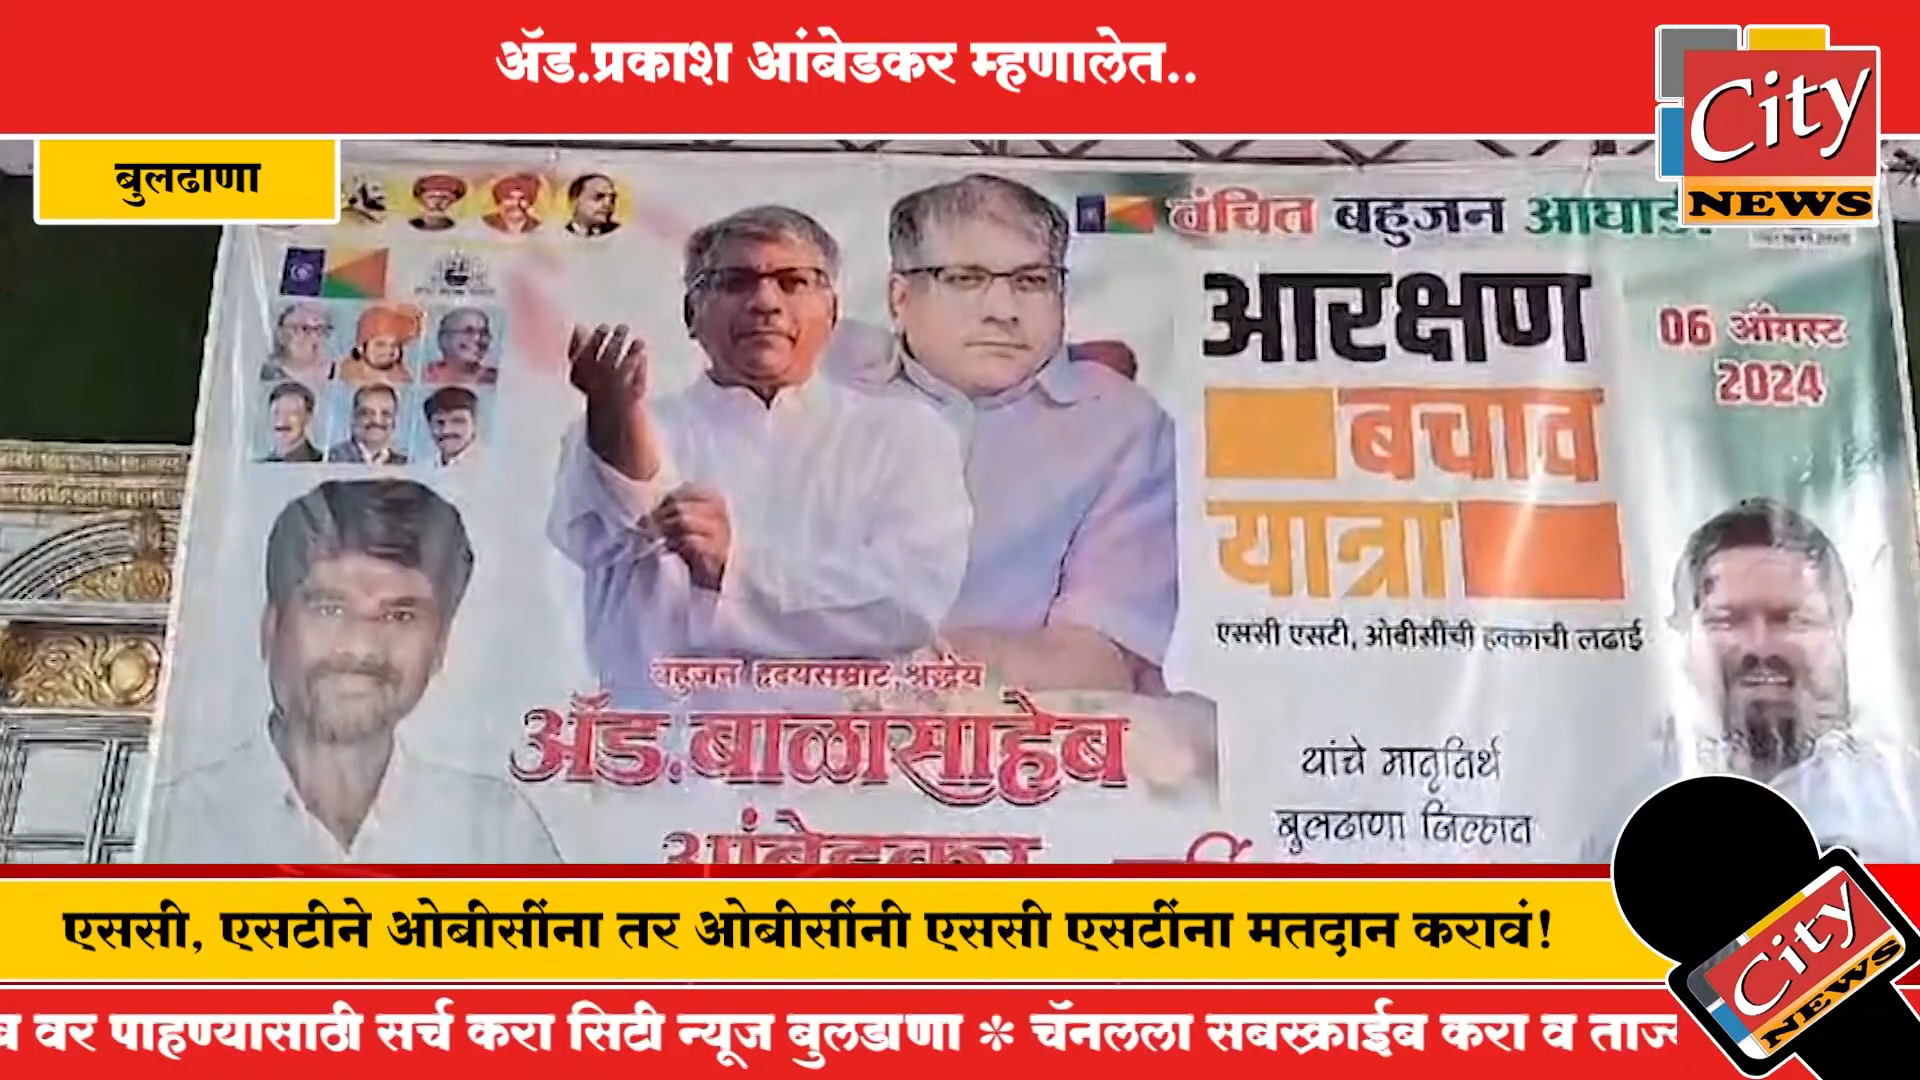 ॲड.प्रकाश आंबेडकर म्हणालेत..
City
NEWS
बुलढाणा
वंचित बहुजन आघाडी
आरक्षण
बचाव
यात्रा
06 ऑगस्ट
2024
एससी एसटी, ओबीसींची हक्काची लढाई
बहुजन हृदयसम्राट श्रद्धेय
ॲड.बाळासाहेब
आंबेडकर
यांचे मातृतिर्थ
बुलढाणा जिल्हात
एससी, एसटीने ओबीसींना तर ओबीसींनी एससी एसटींना मतदान करावं!
वर पाहण्यासाठी सर्च करा सिटी न्यूज बुलडाणा * चॅनलला सबस्क्राईब करा व
City
NEWS